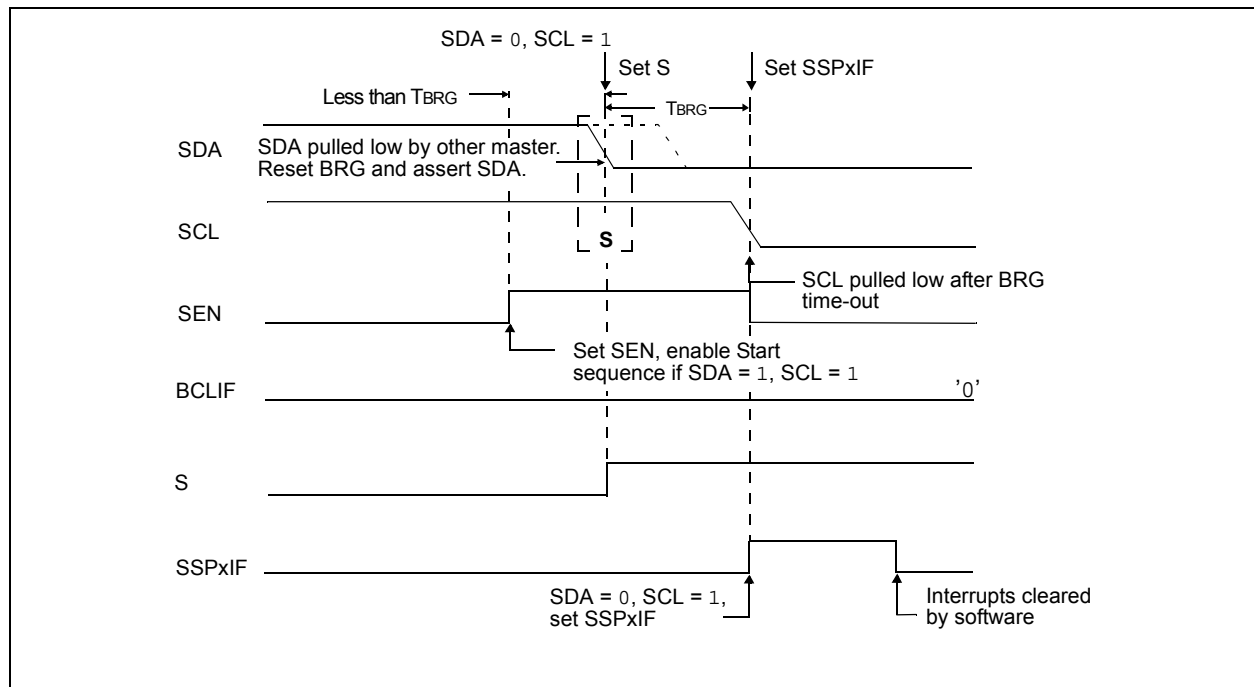 SDA = 0, SCL = 1
Set S
Set SSPxIF
Less than TBRG
TBRG
SDA
SDA pulled low by other master.
Reset BRG and assert SDA.
SCL
S
SCL pulled low after BRG
time-out
SEN
Set SEN, enable Start
sequence if SDA = 1, SCL = 1
BCLIF
'0'
S
SSPxIF
SDA = 0, SCL = 1,
set SSPxIF
Interrupts cleared
by software